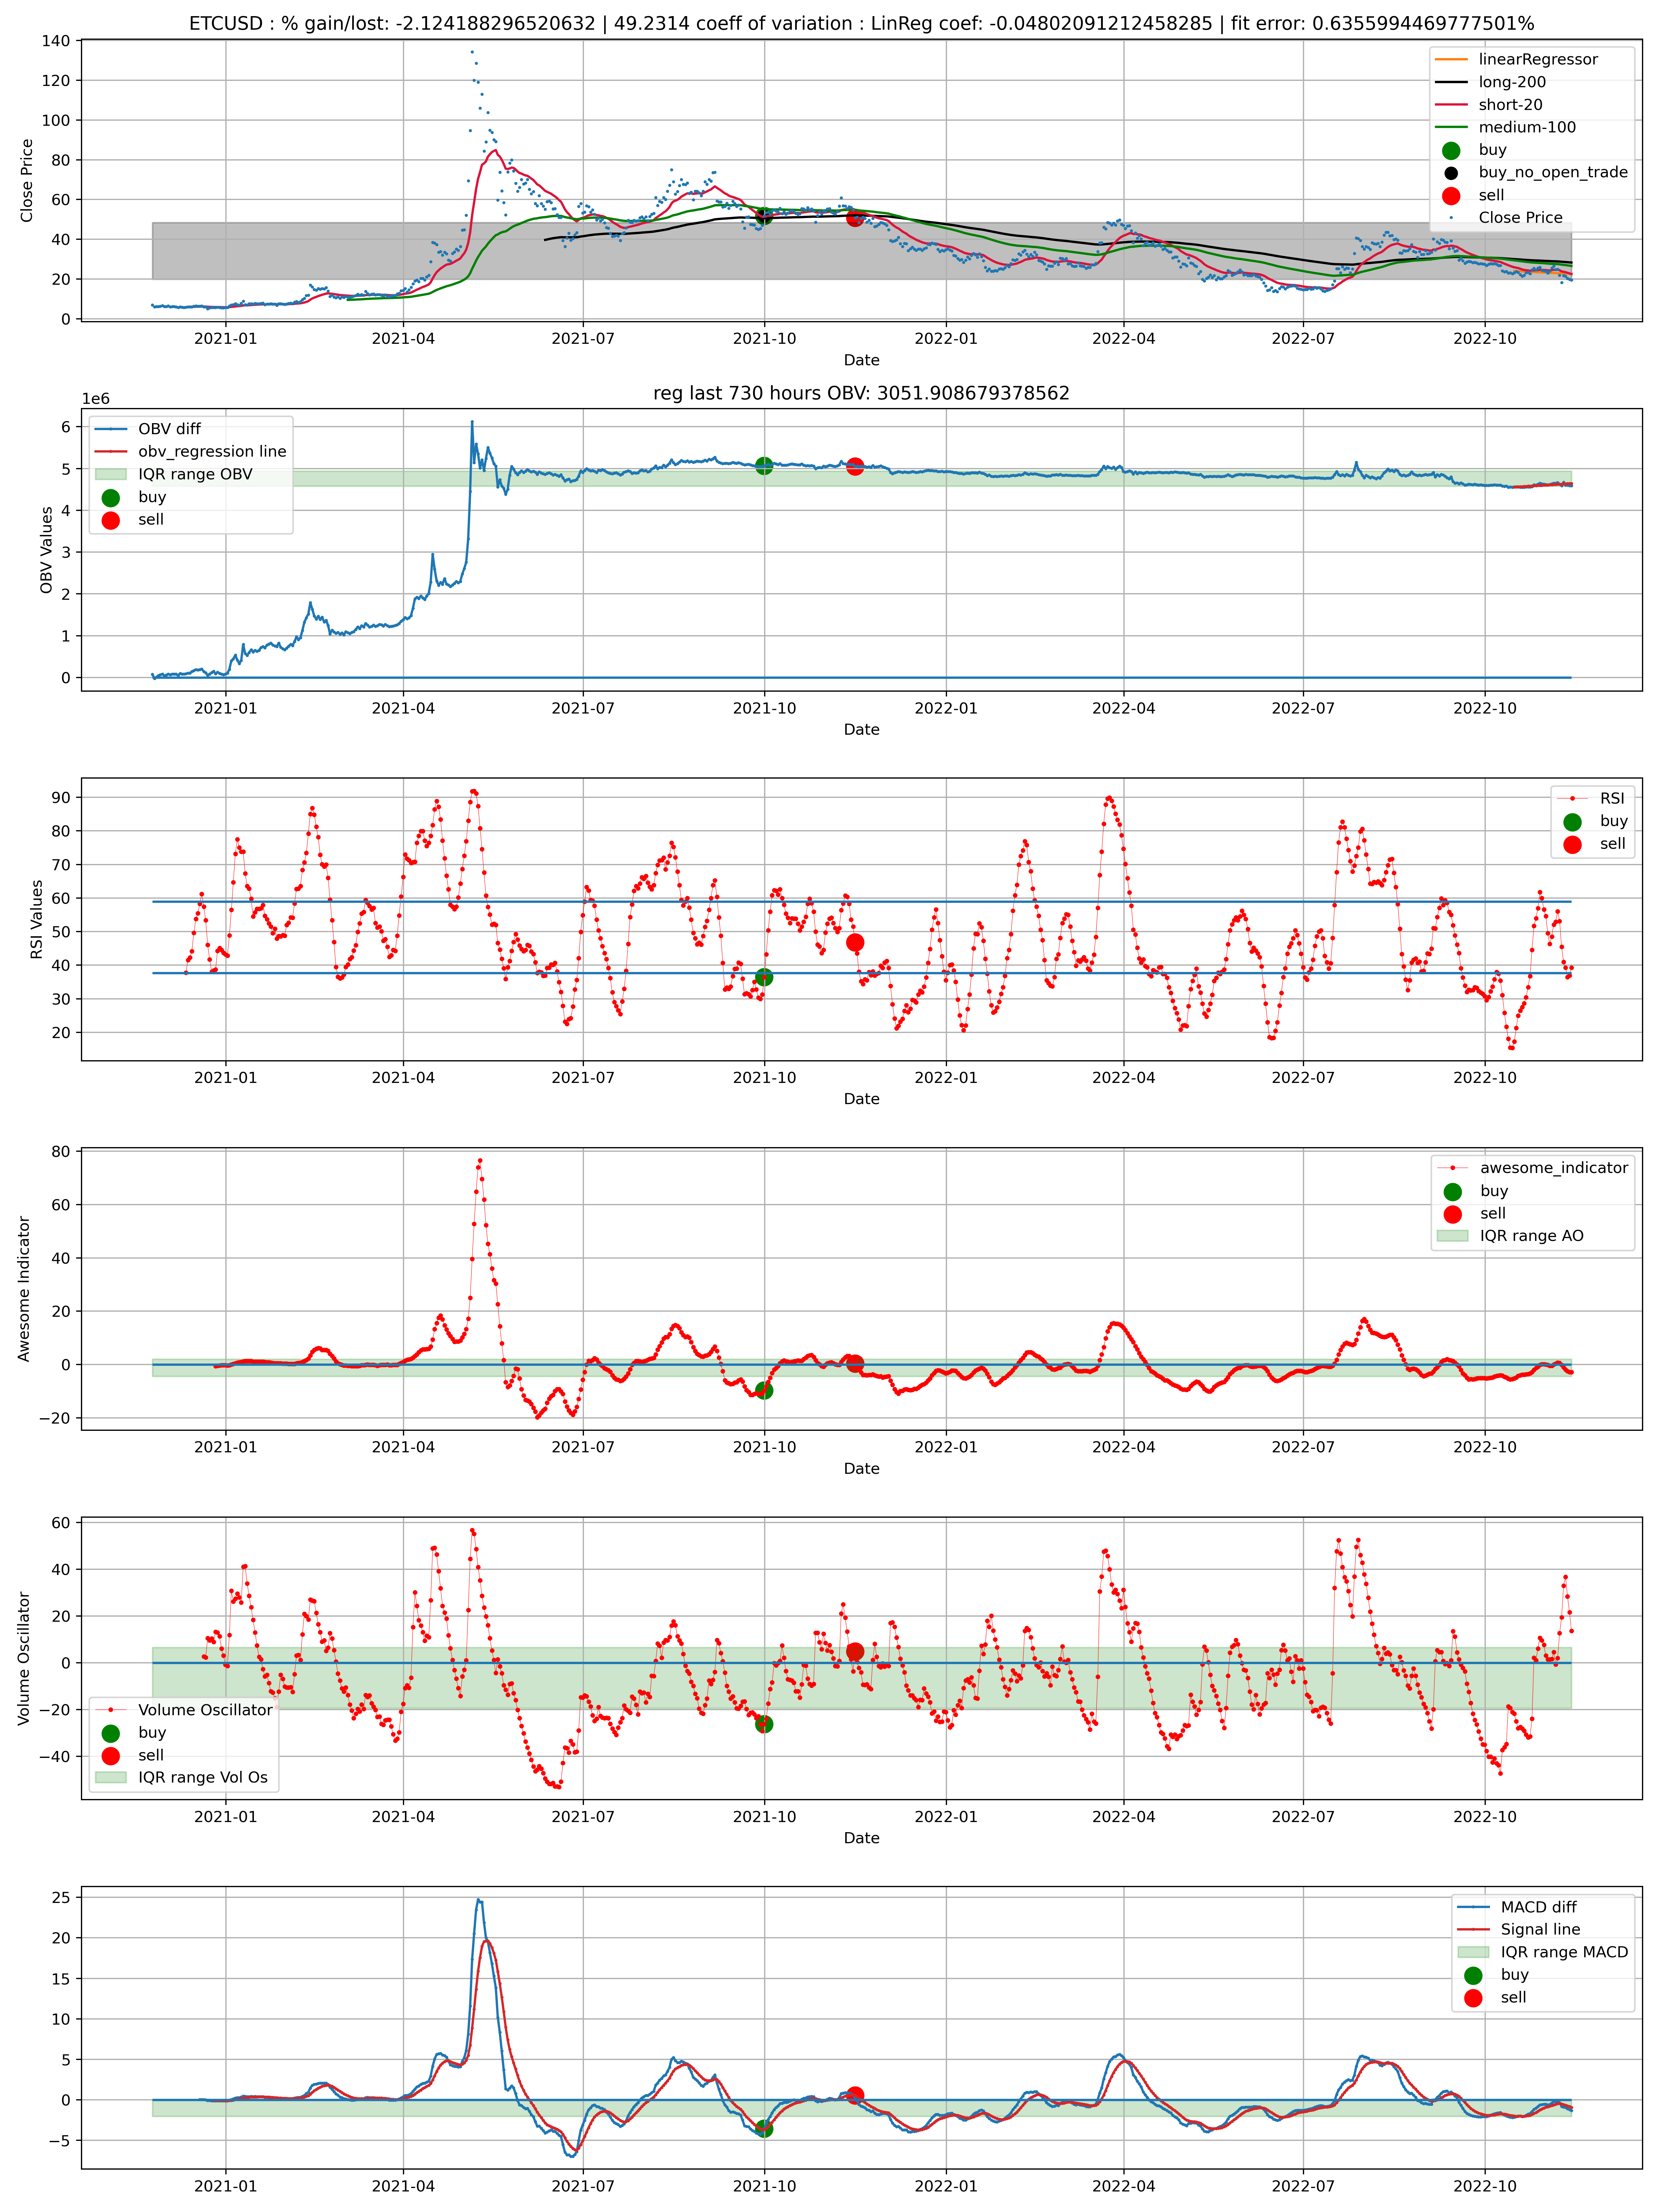 ETCUSD : % gain/lost: -2.124188296520632 | 49.2314 coeff of variation : LinReg coef: -0.04802091212458285 | fit error: 0.6355994469777501%
140
120
100
80
60
40
20
0
Close Price
linearRegressor
long-200
short-20
medium-100
buy
buy_no_open_trade
sell
Close Price
2021-01 2021-04 2021-07 2021-10 2022-01 2022-04 2022-07 2022-10
Date
reg last 730 hours OBV: 3051.908679378562
1e6
6
5
4
3
2
1
0
OBV Values
OBV diff
obv_regression line
IQR range OBV
buy
sell
2021-01 2021-04 2021-07 2021-10 2022-01 2022-04 2022-07 2022-10
Date
90
80
70
60
50
40
30
20
RSI Values
RSI
buy
sell
2021-01 2021-04 2021-07 2021-10 2022-01 2022-04 2022-07 2022-10
Date
80
60
40
20
0
−20
Awesome Indicator
awesome_indicator
buy
sell
IQR range AO
2021-01 2021-04 2021-07 2021-10 2022-01 2022-04 2022-07 2022-10
Date
60
40
20
0
−20
−40
Volume Oscillator
Volume Oscillator
buy
sell
IQR range Vol Os
2021-01 2021-04 2021-07 2021-10 2022-01 2022-04 2022-07 2022-10
Date
25
20
15
10
5
0
−5
MACD diff
Signal line
IQR range MACD
buy
sell
2021-01 2021-04 2021-07 2021-10 2022-01 2022-04 2022-07 2022-10